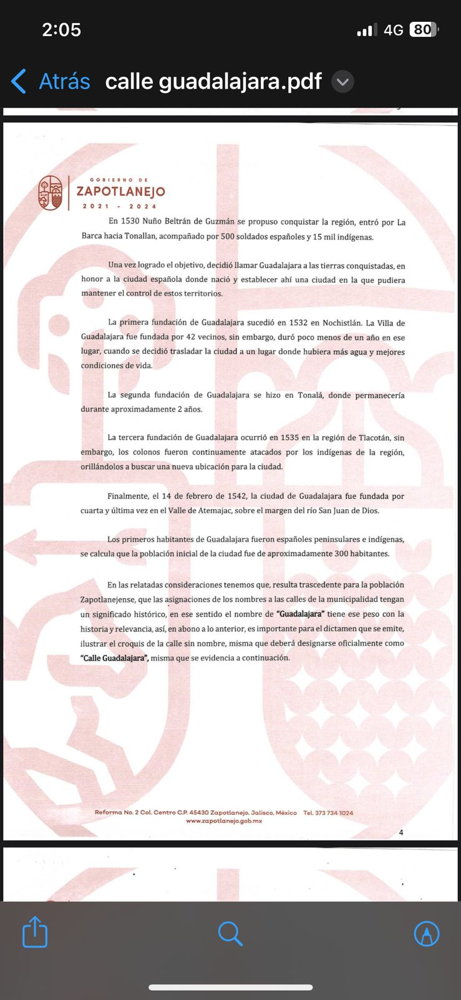 2:05
4G 80
Atrás calle guadalajara.pdf
GOBIERNO DE
ZAPOTLANEJO
2021 - 2024
En 1530 Nuño Beltrán de Guzmán se propuso conquistar la región, entró por La
Barca hacia Tonallan, acompañado por 500 soldados españoles y 15 mil indígenas.
Una vez logrado el objetivo, decidió llamar Guadalajara a las tierras conquistadas, en
honor a la ciudad española donde nació y establecer ahí una ciudad en la que pudiera
mantener el control de estos territorios.
La primera fundación de Guadalajara sucedió en 1532 en Nochistlán. La Villa de
Guadalajara fue fundada por 42 vecinos, sin embargo, duró poco menos de un año en ese
lugar, cuando se decidió trasladar la ciudad a un lugar donde hubiera más agua y mejores
condiciones de vida.
La segunda fundación de Guadalajara se hizo en Tonalá, donde permanecería
durante aproximadamente 2 años.
La tercera fundación de Guadalajara ocurrió en 1535 en la región de Tlacotán, sin
embargo, los colonos fueron continuamente atacados por los indígenas de la región,
orillándolos a buscar una nueva ubicación para la ciudad.
Finalmente, el 14 de febrero de 1542, la ciudad de Guadalajara fue fundada por
cuarta y última vez en el Valle de Atemajac, sobre el margen del río San Juan de Dios.
Los primeros habitantes de Guadalajara fueron españoles peninsulares e indígenas,
se calcula que la población inicial de la ciudad fue de aproximadamente 300 habitantes.
En las relatadas consideraciones tenemos que, resulta trascedente para la población
Zapotlanejense, que las asignaciones de los nombres a las calles de la municipalidad tengan
un significado histórico, en ese sentido el nombre de “Guadalajara” tiene ese peso con la
historia y relevancia, así, en abono a lo anterior, es importante para el dictamen que se emite,
ilustrar el croquis de la calle sin nombre, misma que deberá designarse oficialmente como
“Calle Guadalajara”, misma que se evidencia a continuación.
Reforma No. 2 Col. Centro C.P. 45430 Zapotlanejo, Jalisco, México Tel. 373 734 1024
www.zapotlanejo.gob.mx
4